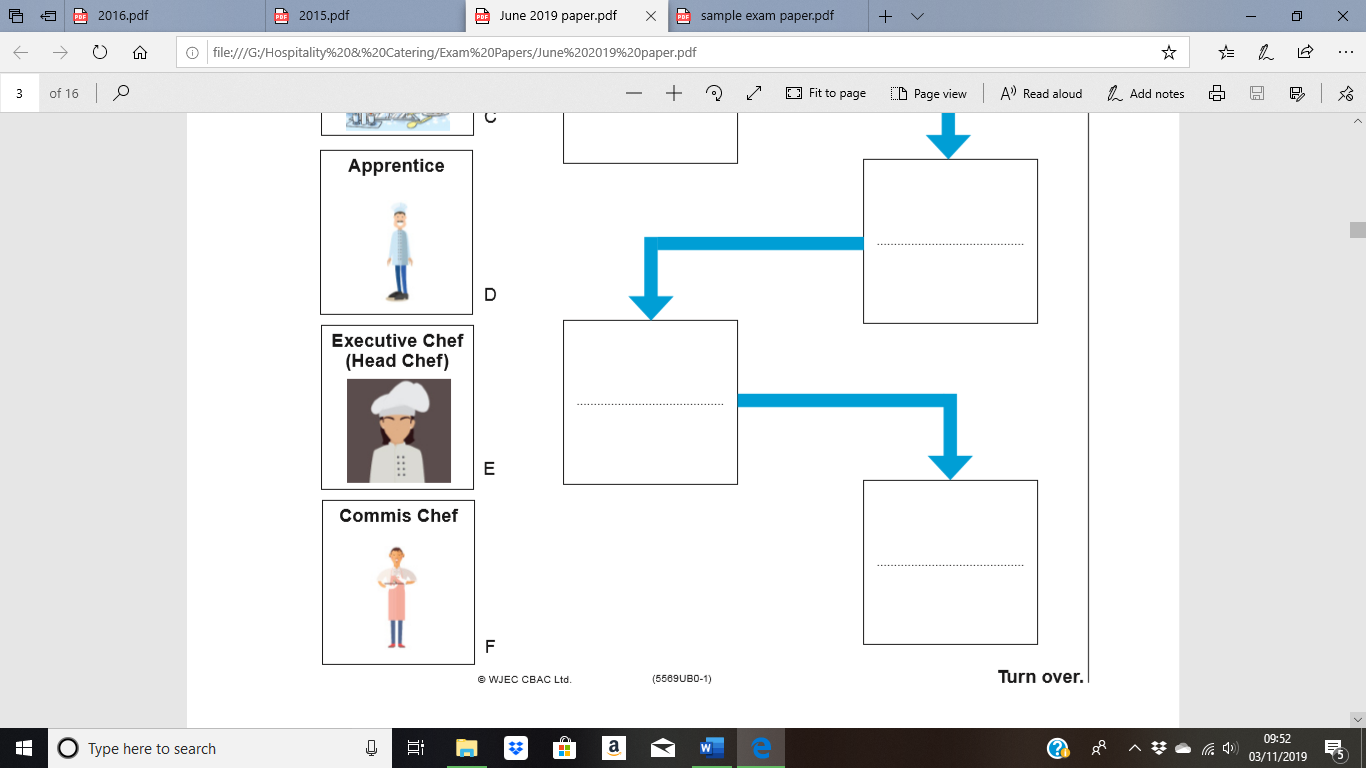 2016.pdf
2015.pdf
June 2019 paper.pdf
sample exam paper.pdf
file:///G:/Hospitality%20&%20Catering/Exam%20Papers/June%202019%20paper.pdf
3 of 16
Fit to page
Page view
Read aloud
Add notes
C
Apprentice
D
Executive Chef
(Head Chef)
E
Commis Chef
F
© WJEC CBAC Ltd.
(5569UB0-1)
Turn over.
Type here to search
09:52
03/11/2019
5